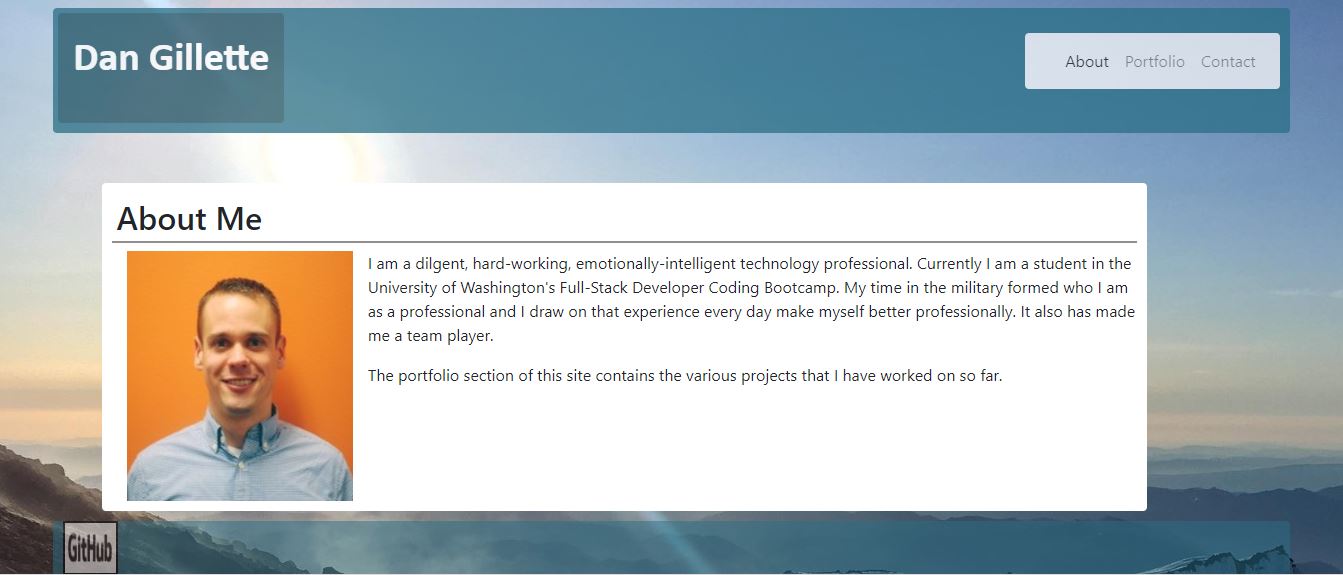 Dan Gillette
About Portfolio Contact
About Me
I am a dilgent, hard-working, emotionally-intelligent technology professional. Currently I am a student in the
University of Washington's Full-Stack Developer Coding Bootcamp. My time in the military formed who I am
as a professional and I draw on that experience every day make myself better professionally. It also has made
me a team player.
The portfolio section of this site contains the various projects that I have worked on so far.
GitHub